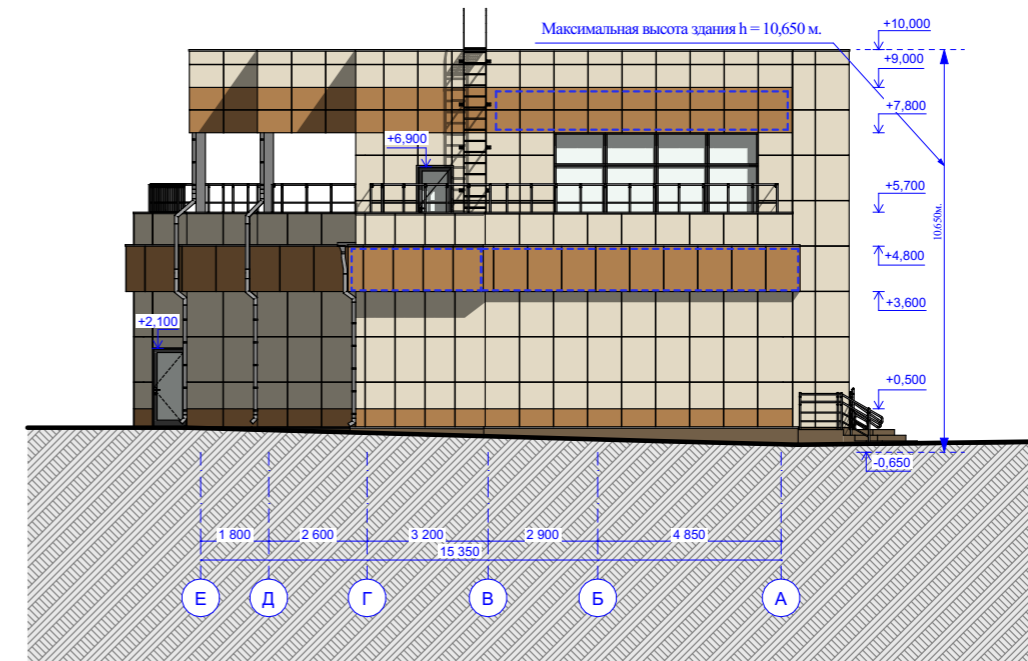 Максимальная высота здания h = 10,650 м.
+10,000
+9,000
+7,800
+6,900
+5,700
10.650м.
+4,800
+3,600
+2,100
+0,500
-0,650
1 800
2 600
3 200
2 900
4 850
15 350
Е
Д
Г
В
Б
А